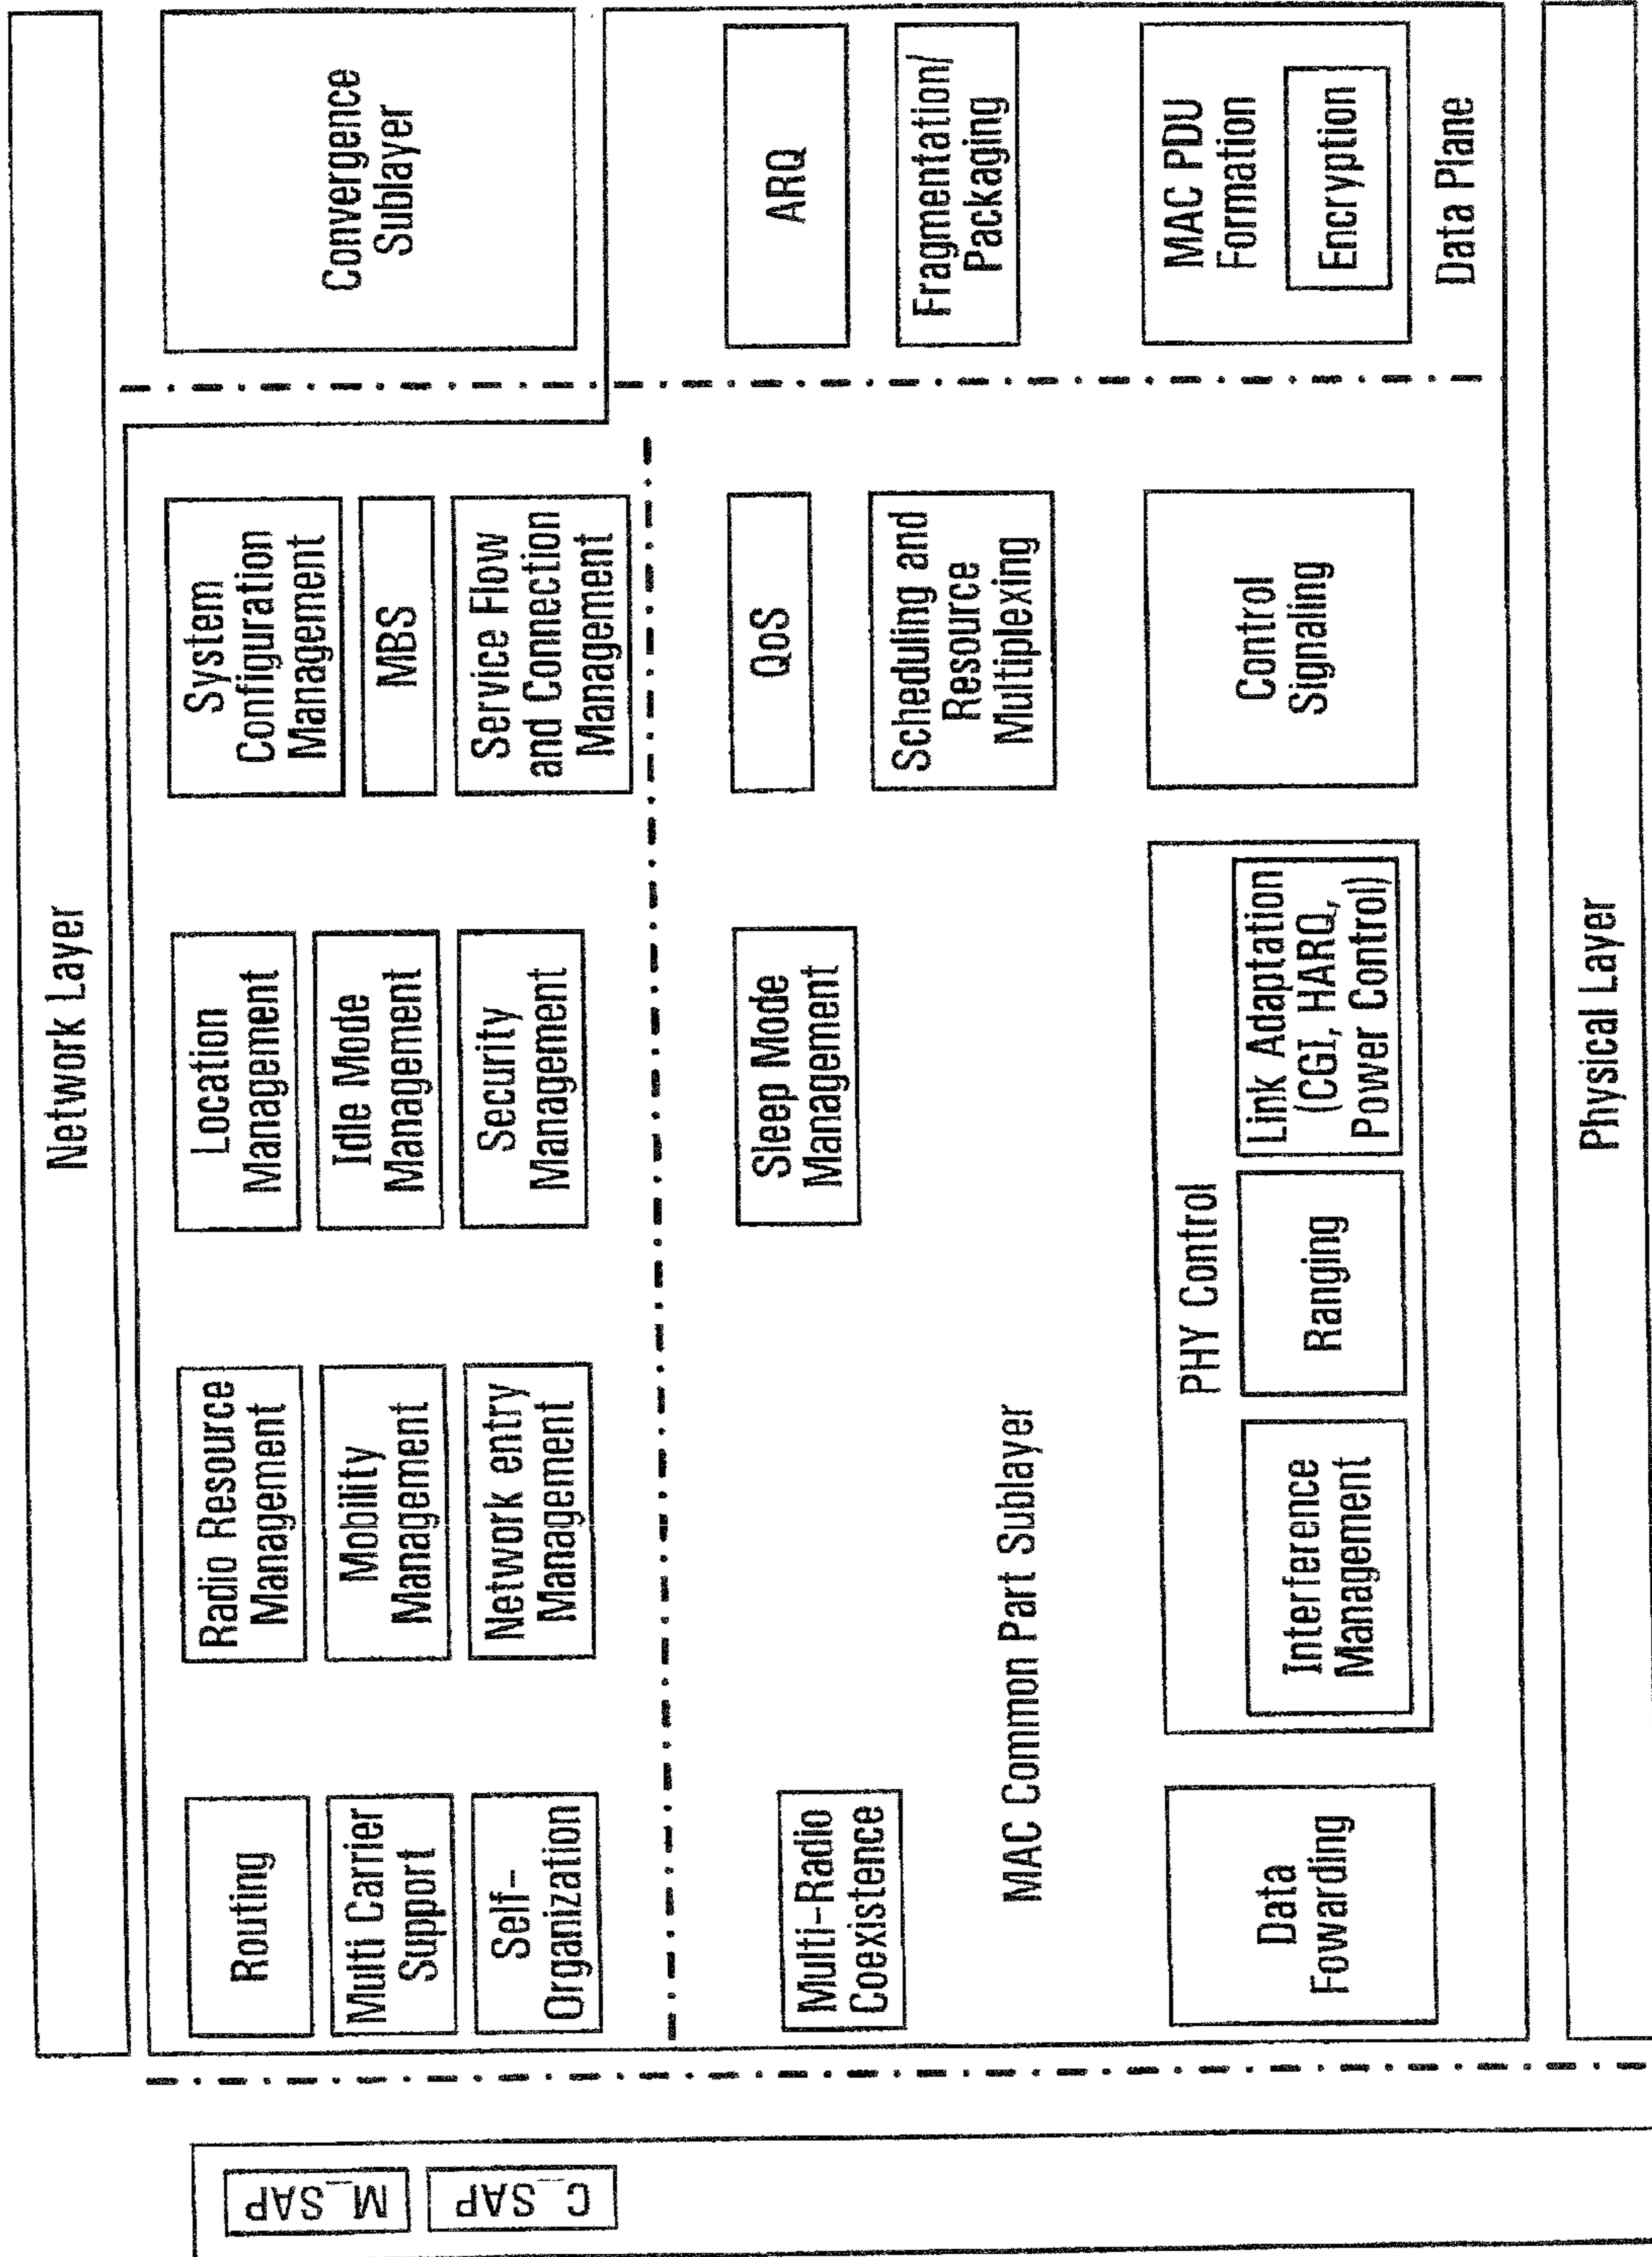 Network Layer
M_SAP
C_SAP
Routing
Multi Carrier
Support
Self-
Organization
Radio Resource
Management
Mobility
Management
Network entry
Management
Location
Management
Idle Mode
Management
Security
Management
System
Configuration
Management
MBS
Service Flow
and Connection
Management
Convergence
Sublayer
Multi-Radio
Coexistence
Sleep Mode
Management
QoS
Scheduling and
Resource
Multiplexing
ARQ
Fragmentation/
Packaging
MAC Common Part Sublayer
Data
Fowarding
PHY Control
Interference
Management
Ranging
Link Adaptation
(CGI, HARQ,
Power Control)
Control
Signaling
MAC PDU
Formation
Encryption
Data Plane
Physical Layer